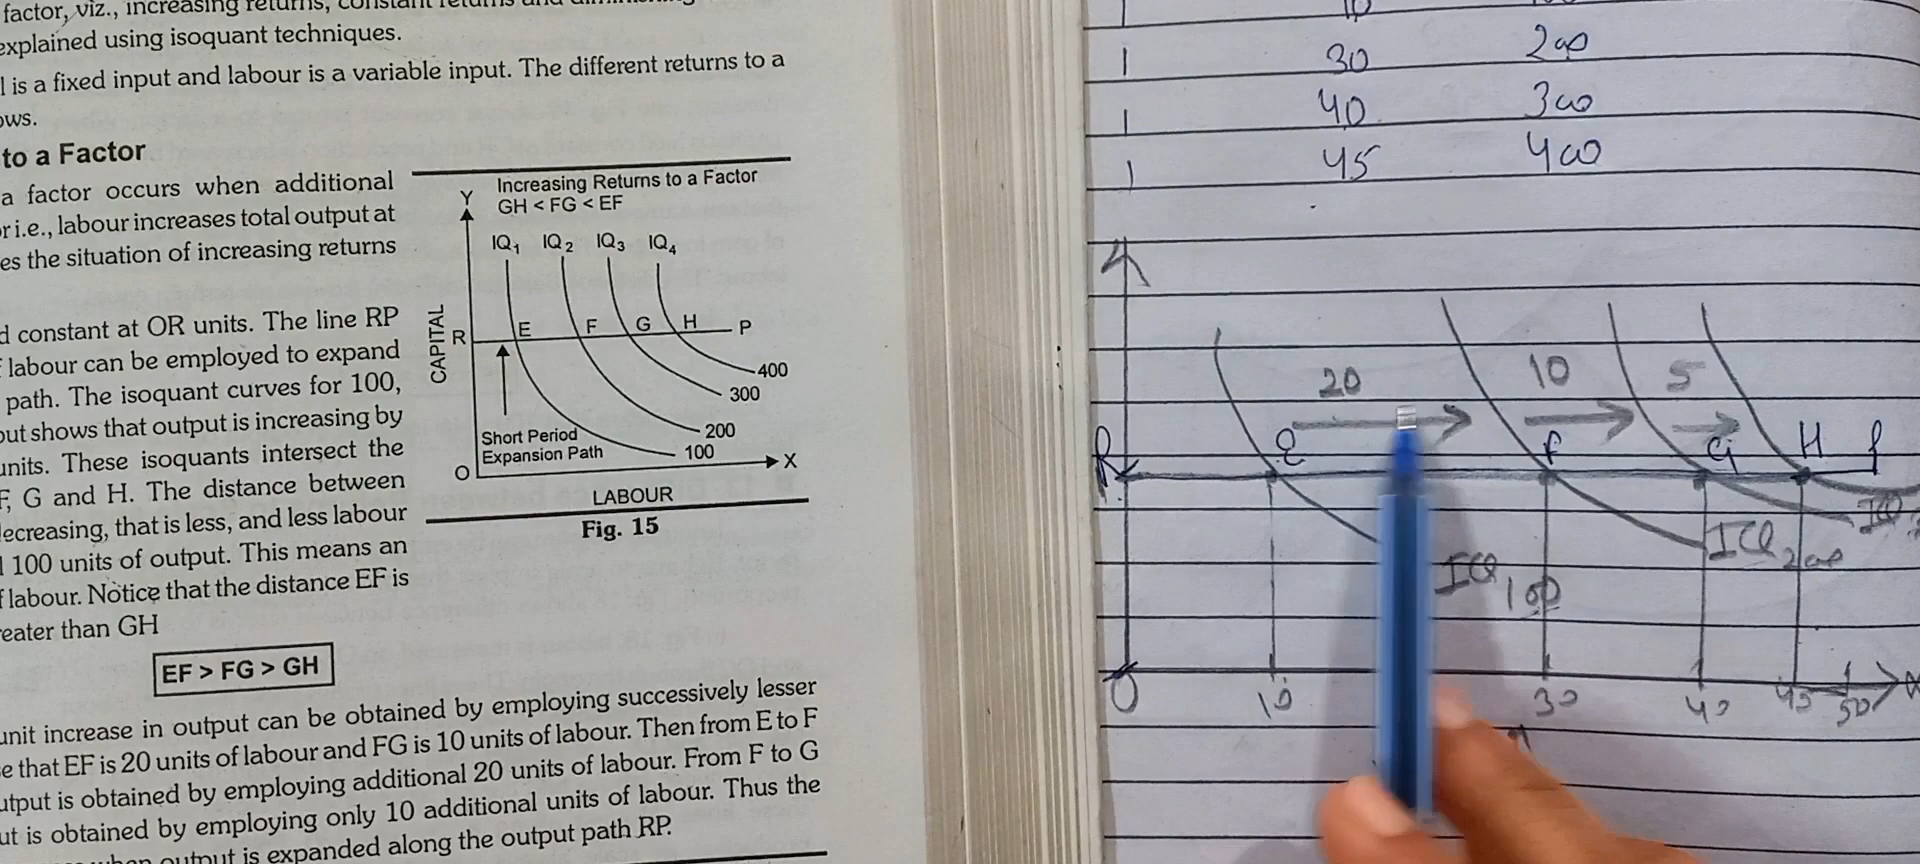 factor, viz., increasing returns, constant returns and
explained using isoquant techniques.
l is a fixed input and labour is a variable input. The different returns to a
ows.
to a Factor
a factor occurs when additional
or i.e., labour increases total output at
es the situation of increasing returns
d constant at OR units. The line RP
f labour can be employed to expand
path. The isoquant curves for 100,
out shows that output is increasing by
units. These isoquants intersect the
F, G and H. The distance between
decreasing, that is less, and less labour
l 100 units of output. This means an
f labour. Notice that the distance EF is
reater than GH
EF > FG > GH
unit increase in output can be obtained by employing successively lesser
e that EF is 20 units of labour and FG is 10 units of labour. Then from E to F
utput is obtained by employing additional 20 units of labour. From F to G
ut is obtained by employing only 10 additional units of labour. Thus the
when output is expanded along the output path RP.
Increasing Returns to a Factor
GH < FG < EF
Y
IQ1 IQ2 IQ3 IQ4
CAPITAL
R E F G H P
400
300
200
100
Short Period
Expansion Path
O X
LABOUR
Fig. 15
1 10
1 30 200
1 40 300
1 45 400
20 10 5
R E F G H P
IQ
IQ 200
IQ 100
O 10 30 40 45 50 X